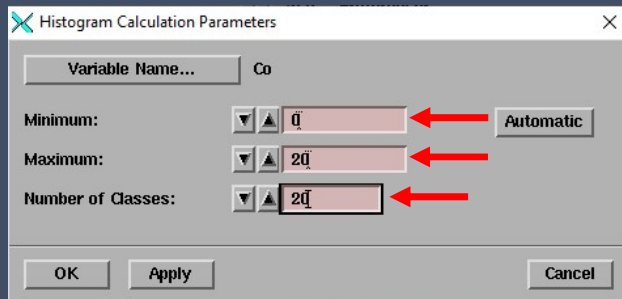 Histogram Calculation Parameters
Variable Name... Co
Minimum: 0 Automatic
Maximum: 20
Number of Classes: 20
OK Apply Cancel